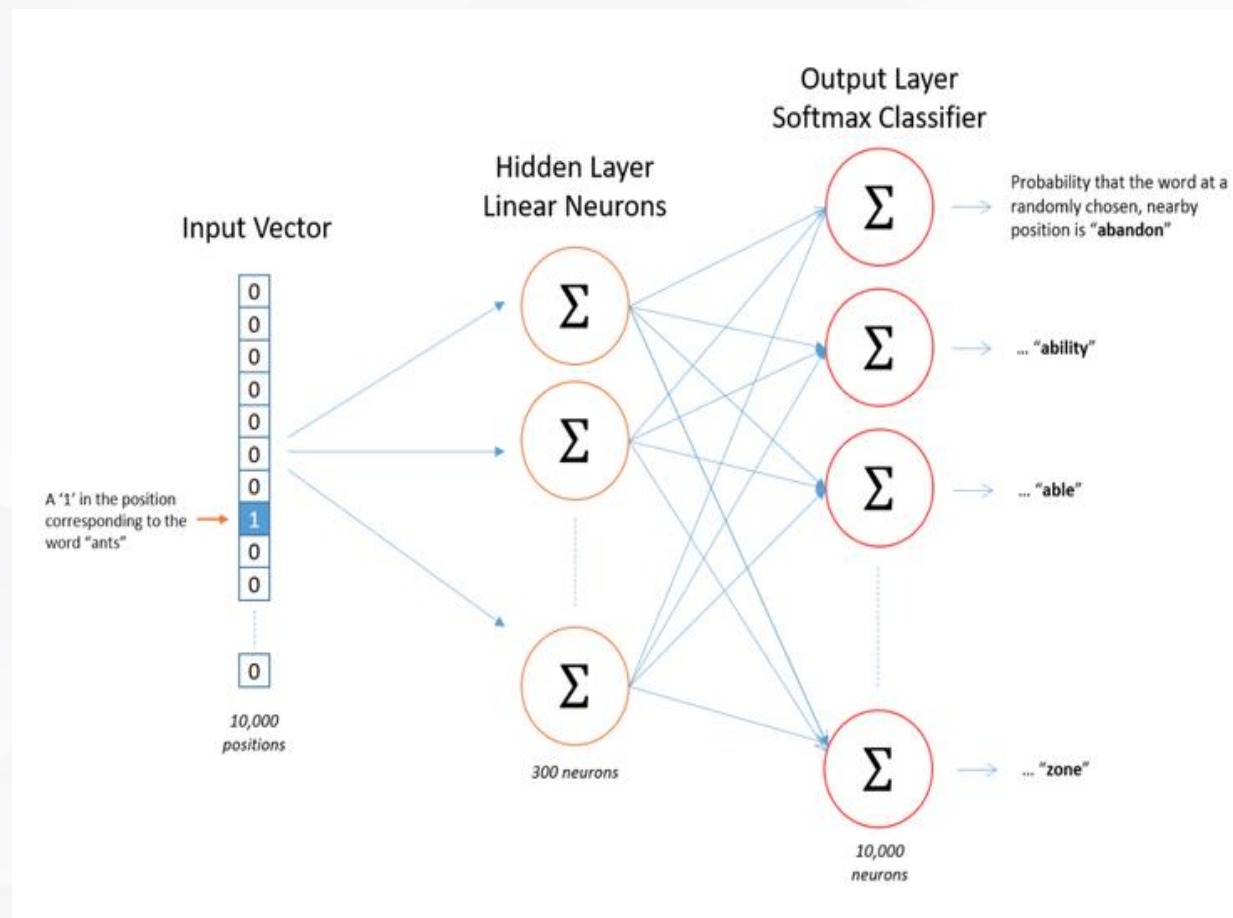 Output Layer
Softmax Classifier
Hidden Layer
Linear Neurons
Input Vector
0
0
0
0
0
0
0
1
0
0
0
A ‘1’ in the position
corresponding to the
word “ants”
10,000
positions
Σ
Σ
Σ
300 neurons
Σ
Σ
Σ
Σ
10,000
neurons
Probability that the word at a
randomly chosen, nearby
position is “abandon”
... “ability”
... “able”
... “zone”